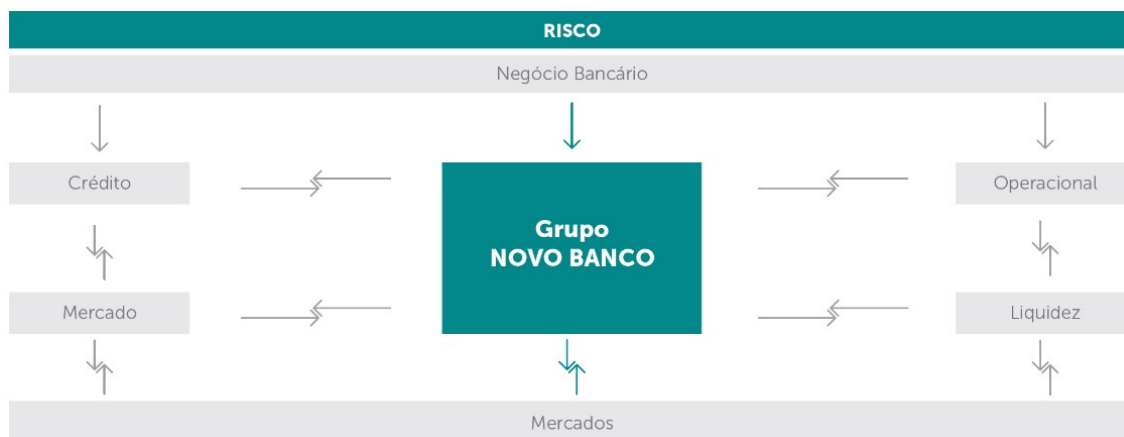 RISCO
Negócio Bancário
Crédito
Operacional
Grupo
NOVO BANCO
Mercado
Liquidez
Mercados